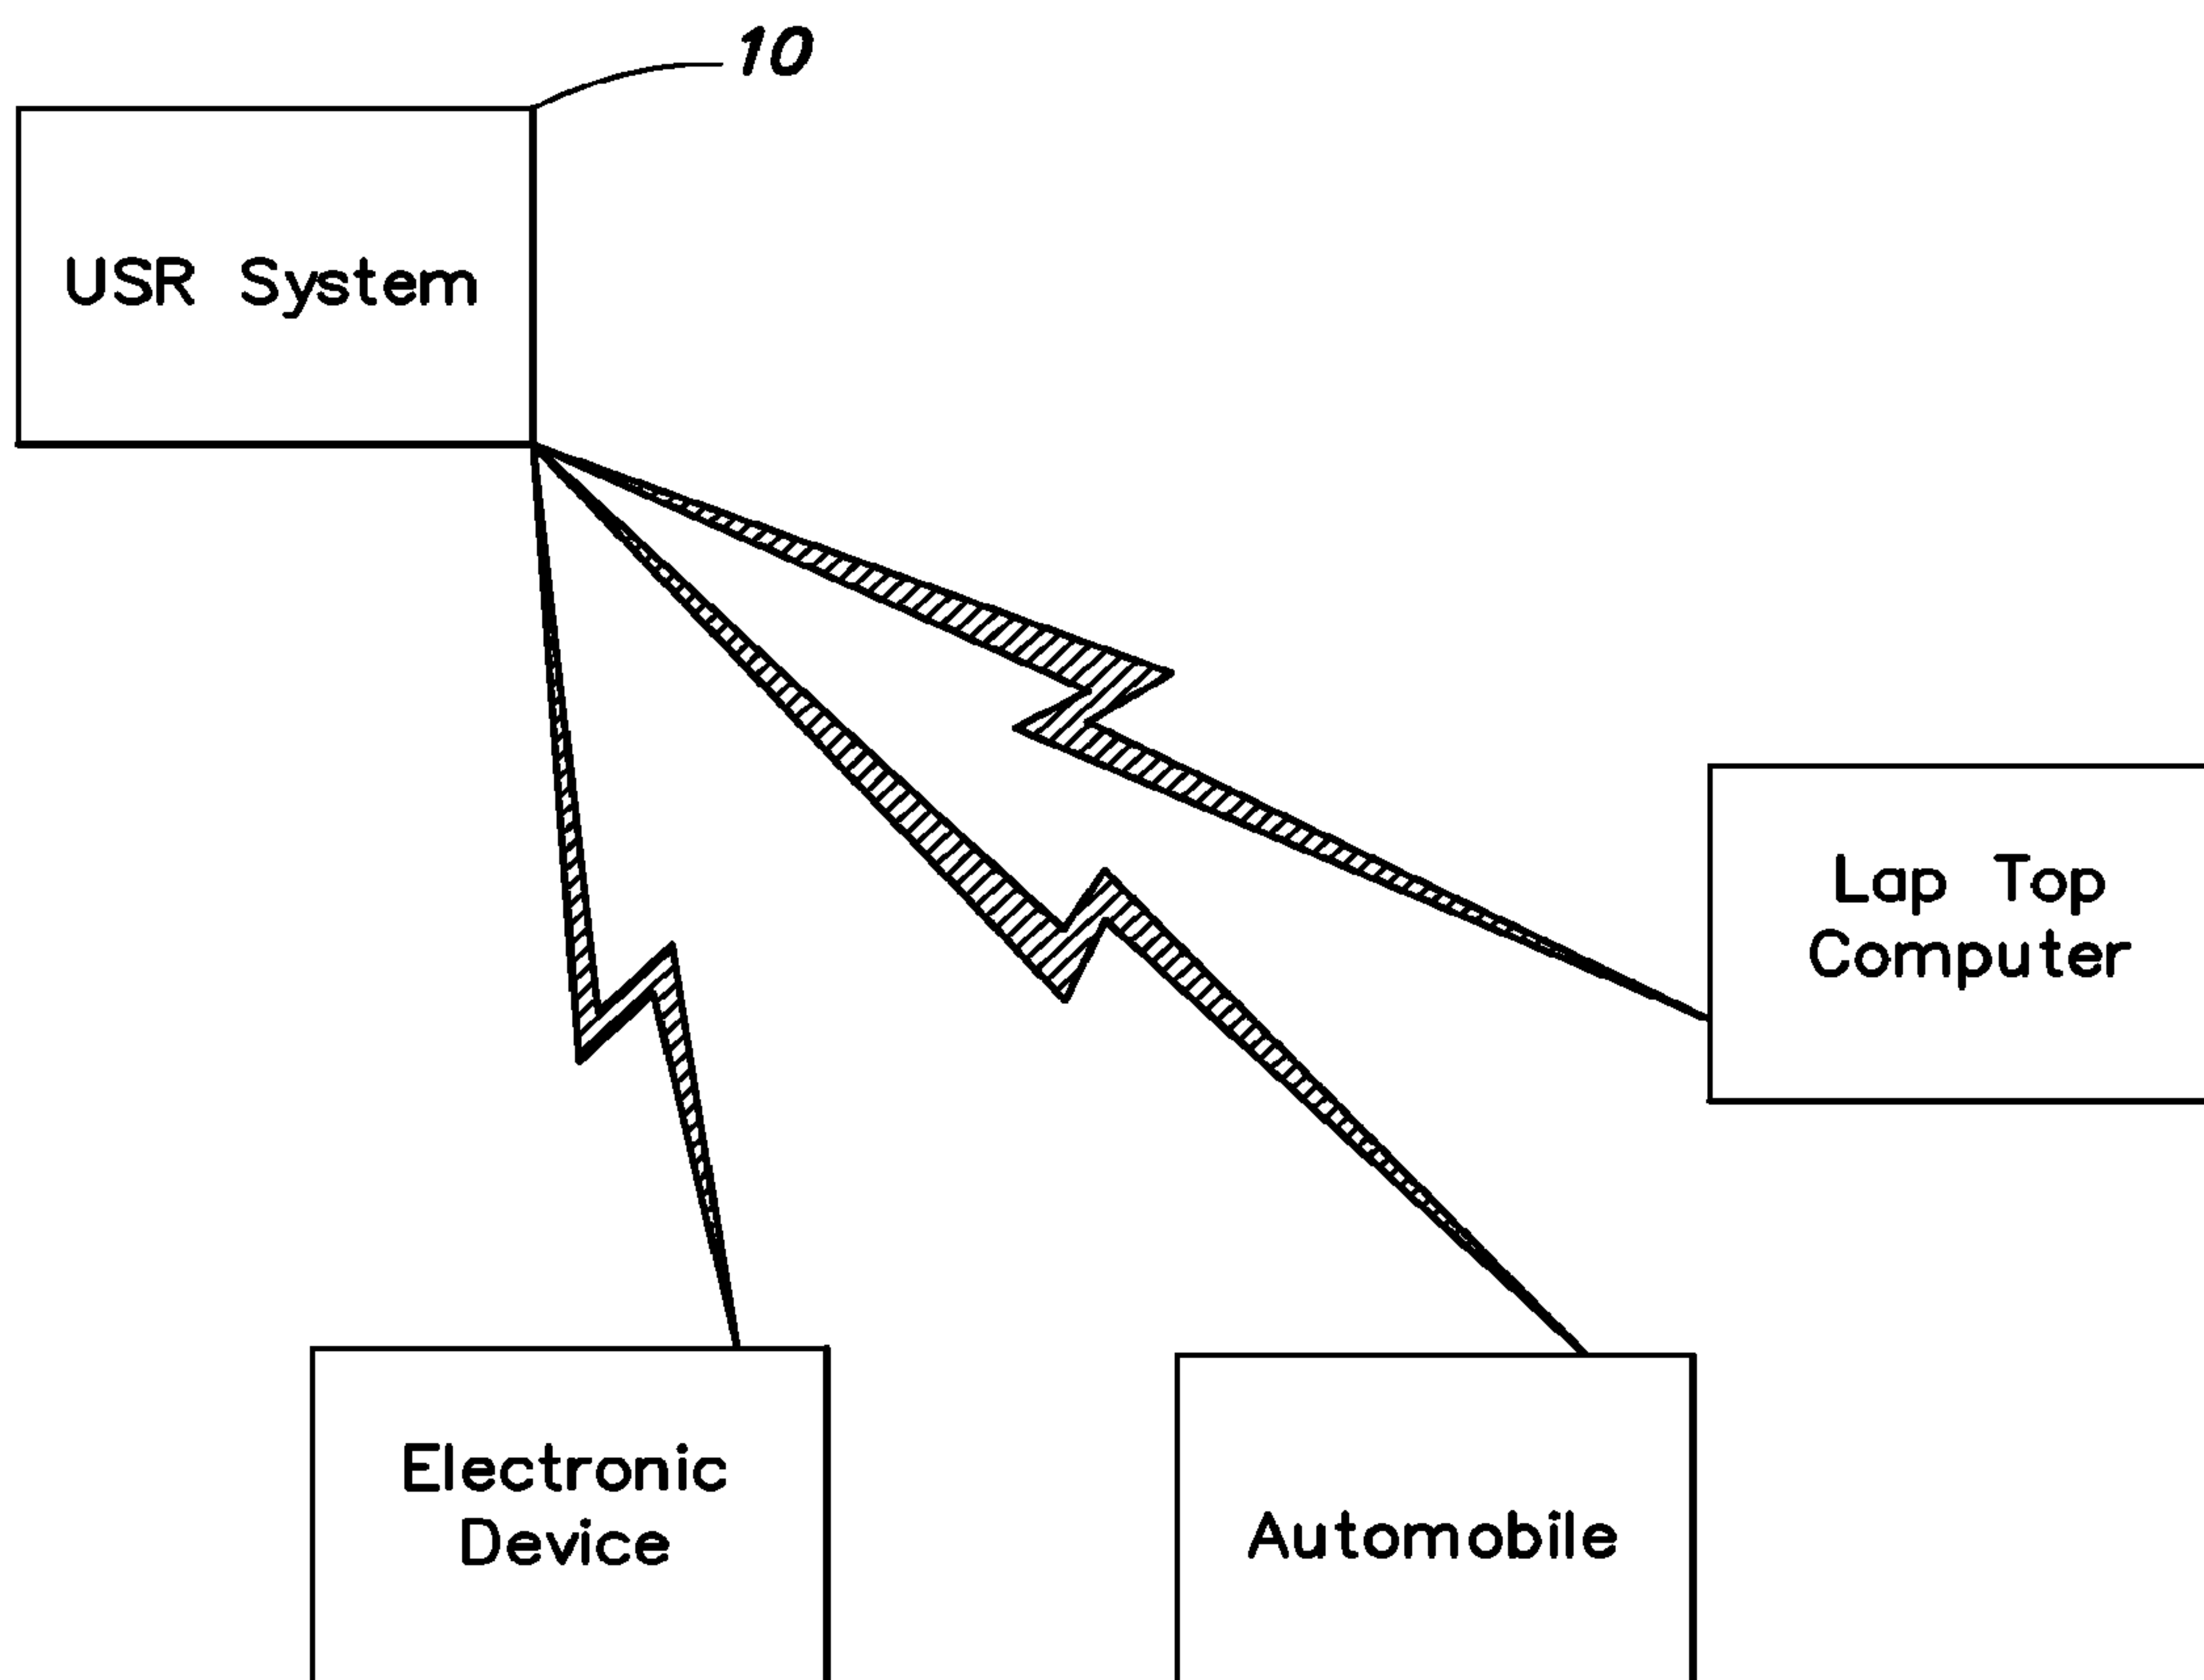 10
USR System
Lap Top
Computer
Electronic
Device
Automobile